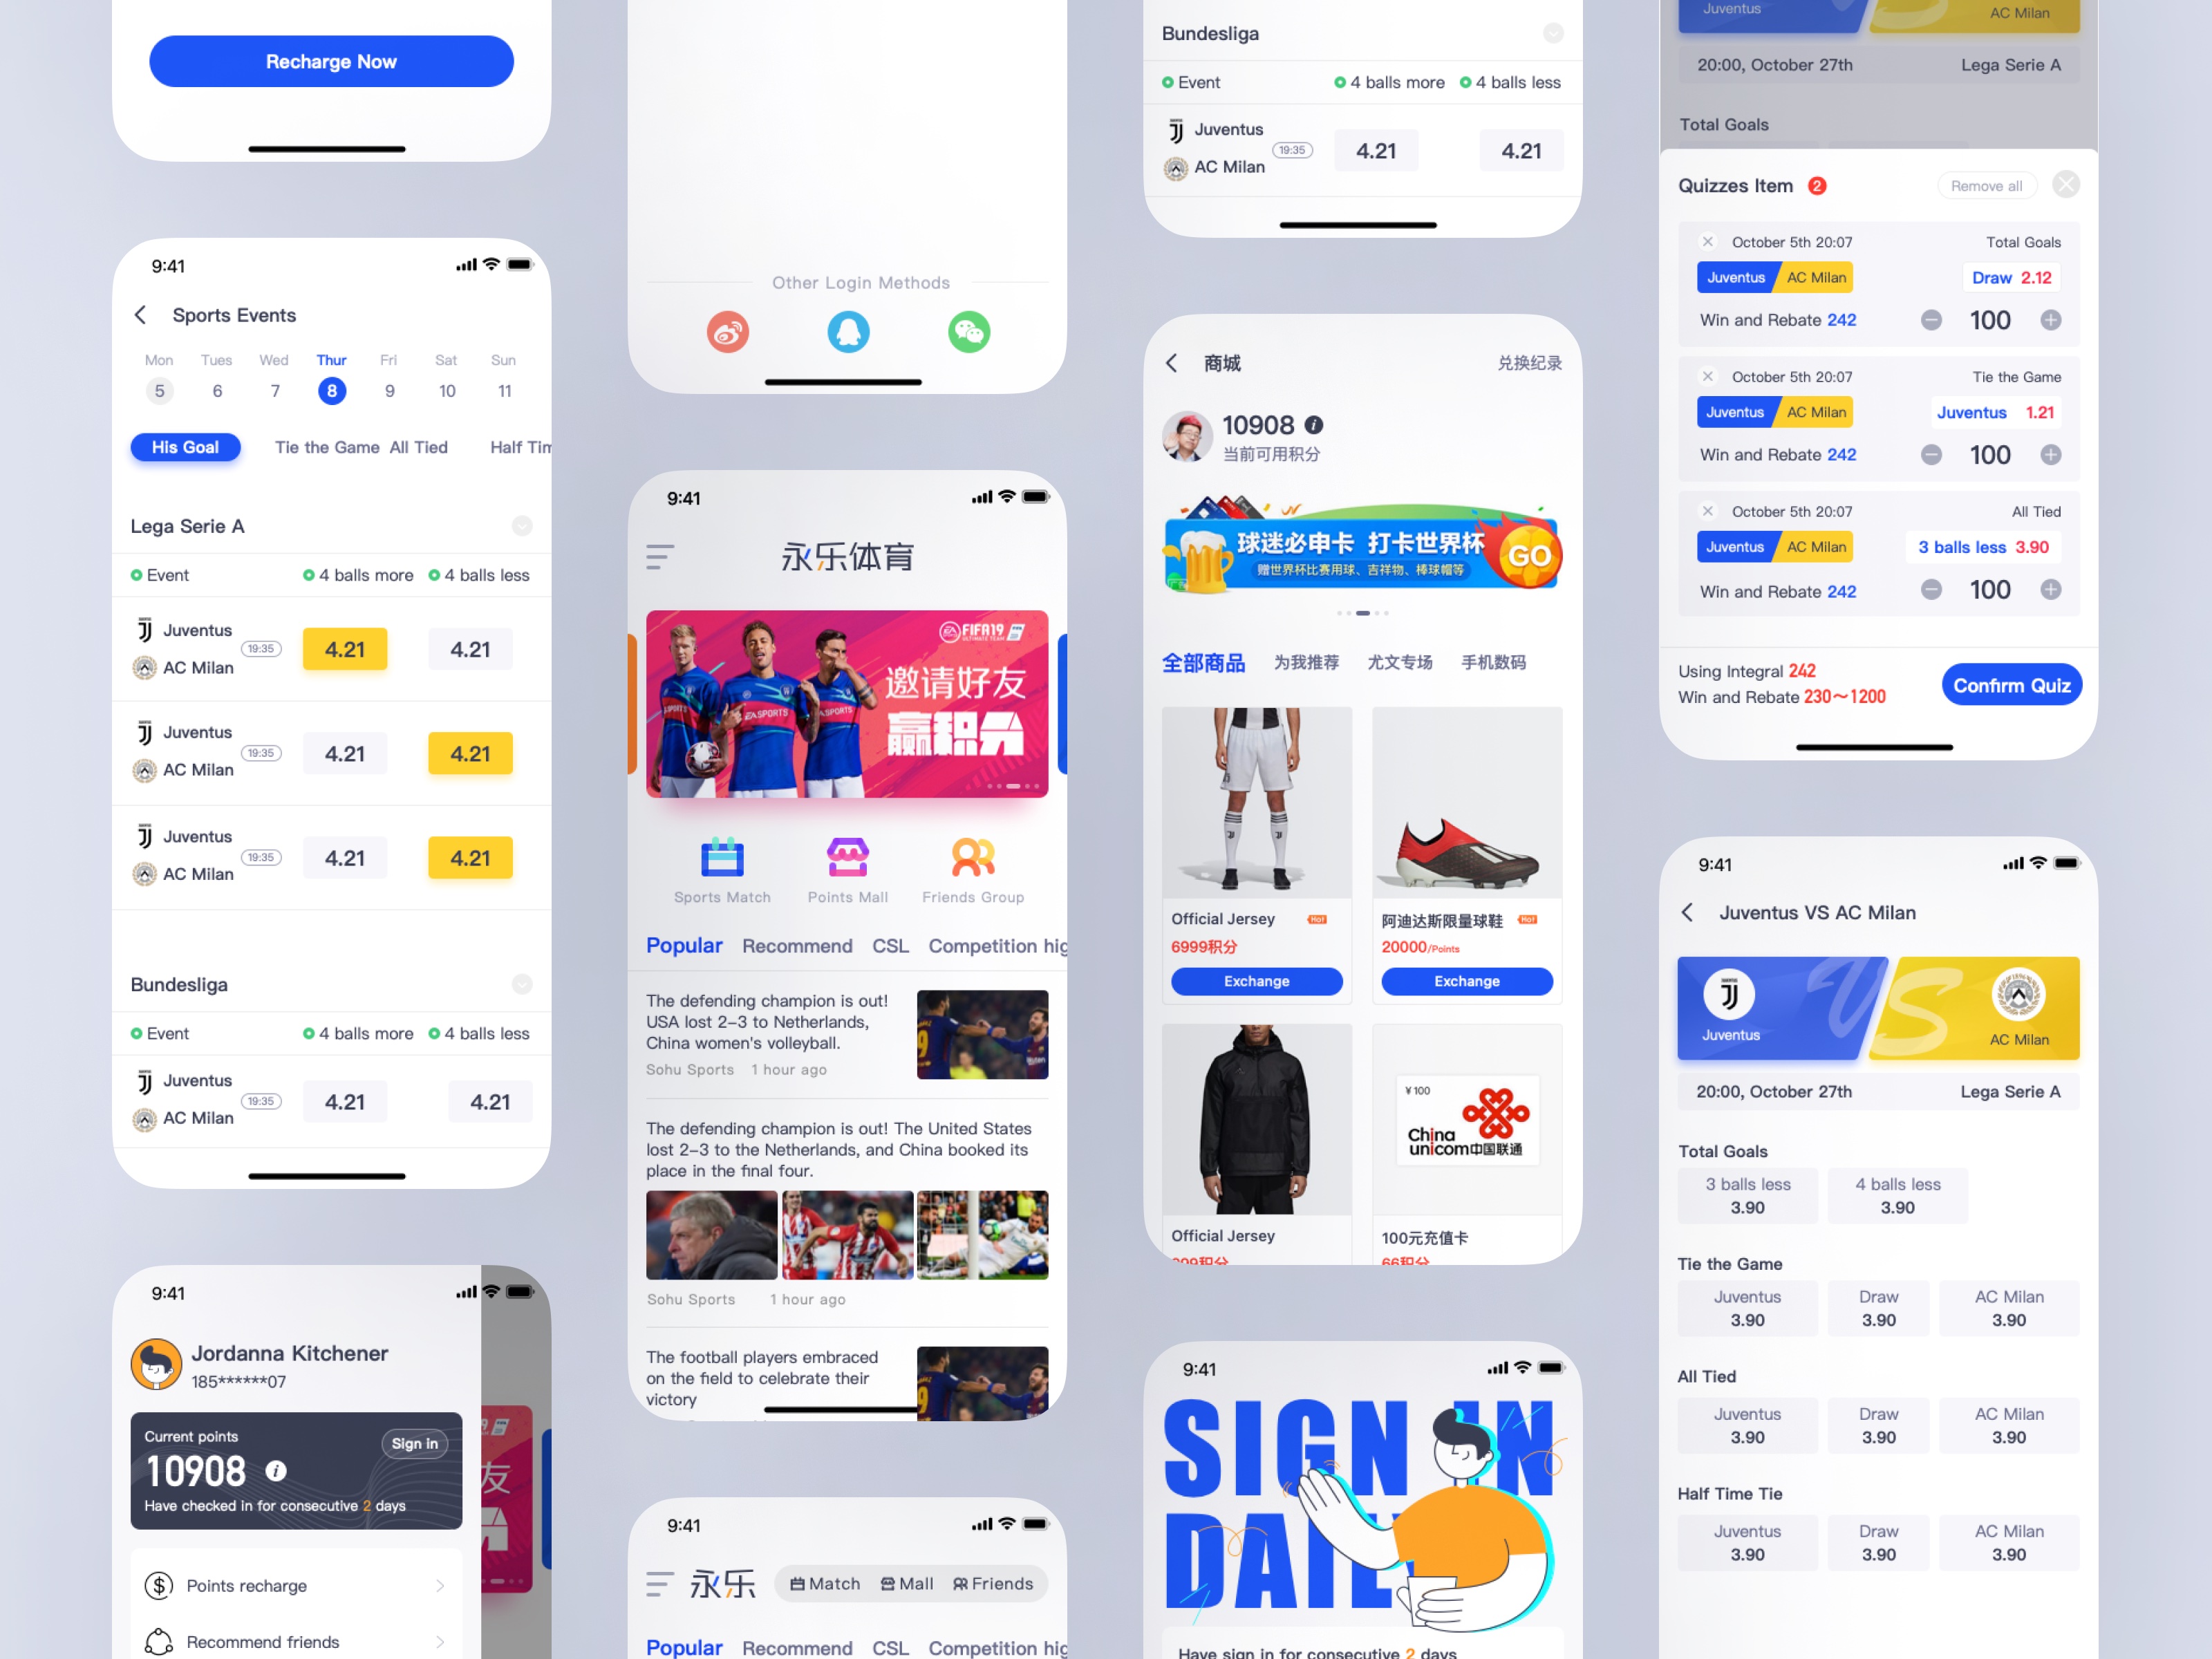 Recharge Now
9:41
Sports Events
Mon Tues Wed Thur Fri Sat Sun
5 6 7 8 9 10 11
His Goal Tie the Game All Tied Half Tim
Lega Serie A
Event 4 balls more 4 balls less
Juventus
19:35 4.21 4.21
AC Milan
Juventus
19:35 4.21 4.21
AC Milan
Juventus
19:35 4.21 4.21
AC Milan
Bundesliga
Event 4 balls more 4 balls less
Juventus
19:35 4.21 4.21
AC Milan
9:41
Jordanna Kitchener
185******07
Current points
Sign in
10908
Have checked in for consecutive 2 days
Points recharge
Recommend friends
友
Other Login Methods
9:41
永乐体育
FIFA19
ULTIMATE TEAM
邀请好友
赢积分
EA SPORTS
Sports Match Points Mall Friends Group
Popular Recommend CSL Competition hig
The defending champion is out!
USA lost 2-3 to Netherlands,
China women's volleyball.
Sohu Sports 1 hour ago
The defending champion is out! The United States
lost 2-3 to the Netherlands, and China booked its
place in the final four.
Sohu Sports 1 hour ago
The football players embraced
on the field to celebrate their
victory
9:41
永乐 Match Mall Friends
Popular Recommend CSL Competition hig
Bundesliga
Event 4 balls more 4 balls less
Juventus
19:35 4.21 4.21
AC Milan
商城 兑换纪录
10908
当前可用积分
球迷必申卡 打卡世界杯
GO
赠世界杯比赛用球、吉祥物、棒球帽等
全部商品 为我推荐 尤文专场 手机数码
Official Jersey Hot
6999积分
Exchange
阿迪达斯限量球鞋 Hot
20000/Points
Exchange
Official Jersey
999积分
¥100
China
unicom中国联通
100元充值卡
66积分
9:41
SIGN IN
DAILY
Have sign in for consecutive 2 days
Juventus AC Milan
20:00, October 27th Lega Serie A
Total Goals
Quizzes Item 2 Remove all
October 5th 20:07 Total Goals
Juventus AC Milan Draw 2.12
Win and Rebate 242 100
October 5th 20:07 Tie the Game
Juventus AC Milan Juventus 1.21
Win and Rebate 242 100
October 5th 20:07 All Tied
Juventus AC Milan 3 balls less 3.90
Win and Rebate 242 100
Using Integral 242
Win and Rebate 230～1200
Confirm Quiz
9:41
Juventus VS AC Milan
VS
Juventus AC Milan
20:00, October 27th Lega Serie A
Total Goals
3 balls less 4 balls less
3.90 3.90
Tie the Game
Juventus Draw AC Milan
3.90 3.90 3.90
All Tied
Juventus Draw AC Milan
3.90 3.90 3.90
Half Time Tie
Juventus Draw AC Milan
3.90 3.90 3.90